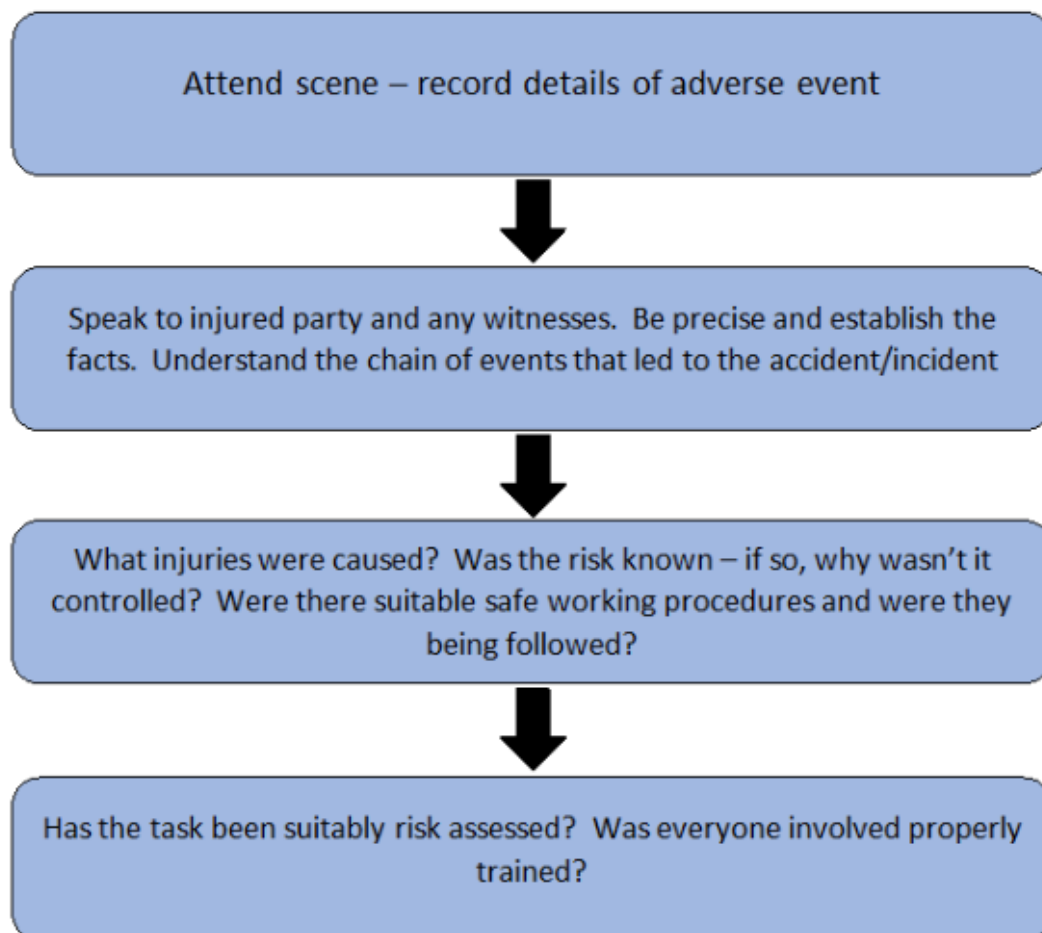 Attend scene – record details of adverse event
Speak to injured party and any witnesses.  Be precise and establish the
facts.  Understand the chain of events that led to the accident/incident
What injuries were caused?  Was the risk known – if so, why wasn’t it
controlled?  Were there suitable safe working procedures and were they
being followed?
Has the task been suitably risk assessed?  Was everyone involved properly
trained?